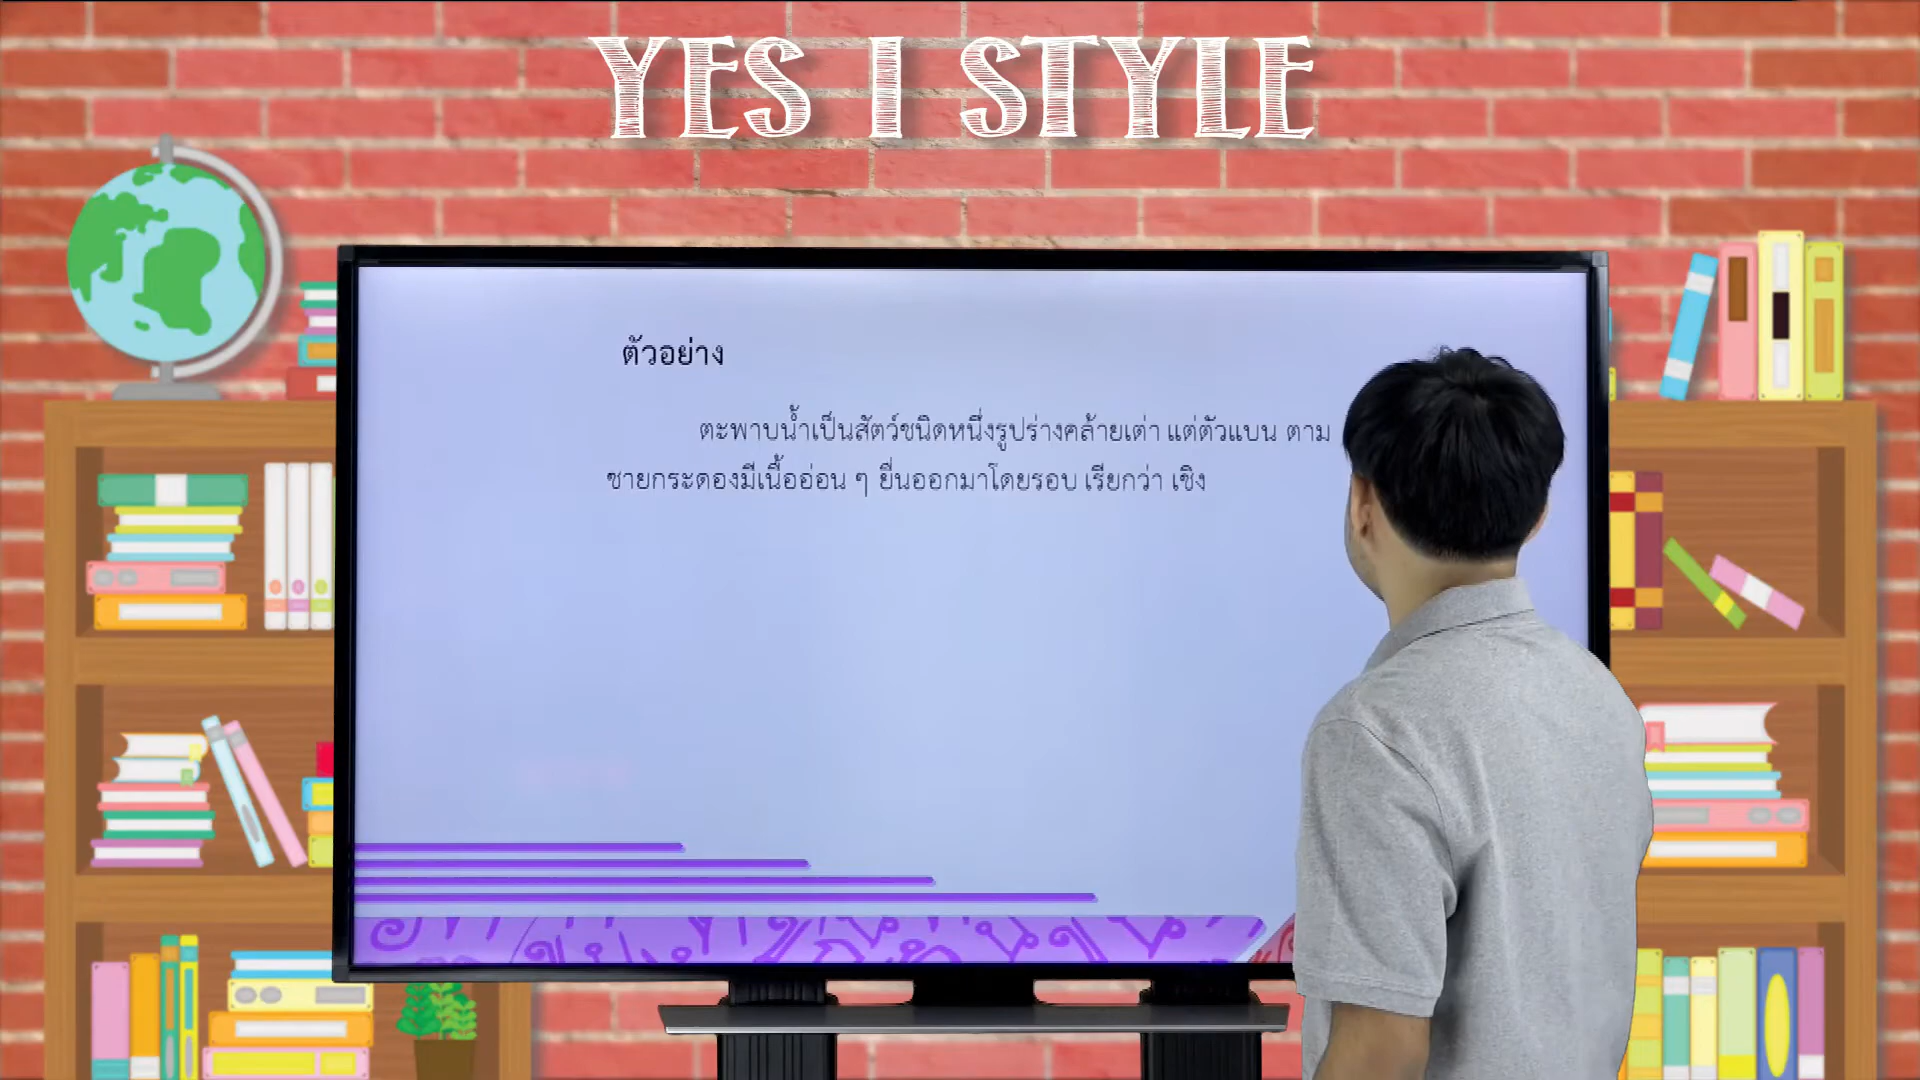 YES I STYLE
ตัวอย่าง
ตะพาบน้ำเป็นสัตว์ชนิดหนึ่งรูปร่างคล้ายเต่า แต่ตัวแบน ตาม
ชายกระดองมีเนื้ออ่อน ๆ ยื่นออกมาโดยรอบ เรียกว่า เชิง